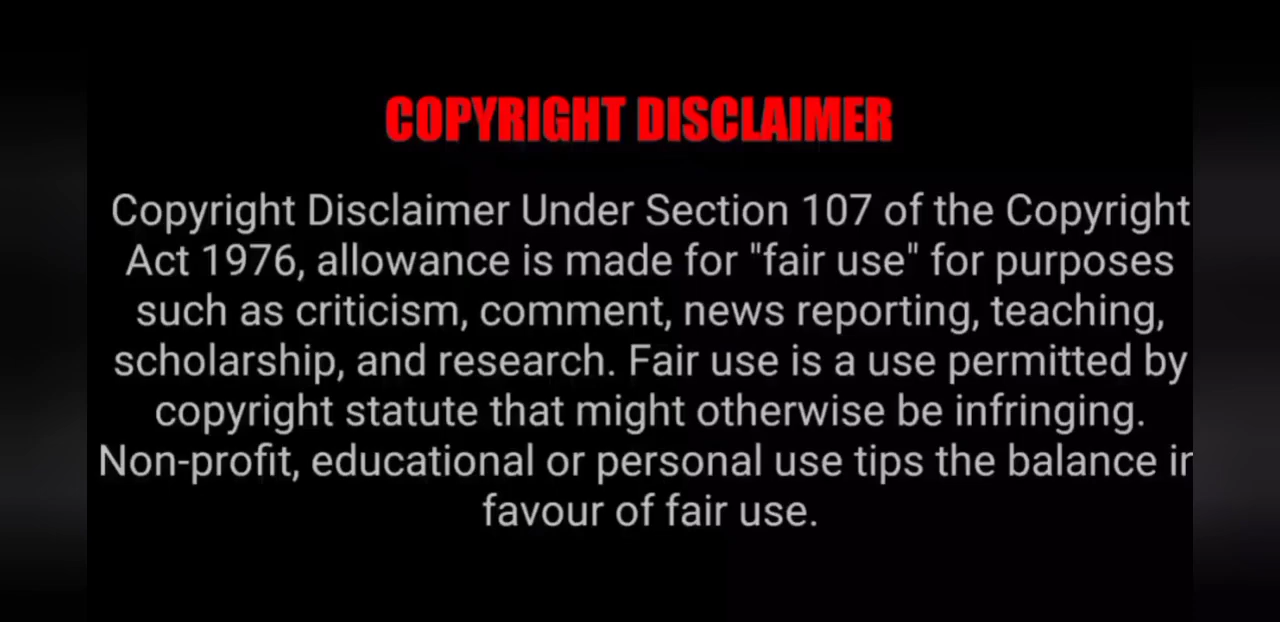 COPYRIGHT DISCLAIMER
Copyright Disclaimer Under Section 107 of the Copyright
Act 1976, allowance is made for "fair use" for purposes
such as criticism, comment, news reporting, teaching,
scholarship, and research. Fair use is a use permitted by
copyright statute that might otherwise be infringing.
Non-profit, educational or personal use tips the balance in
favour of fair use.